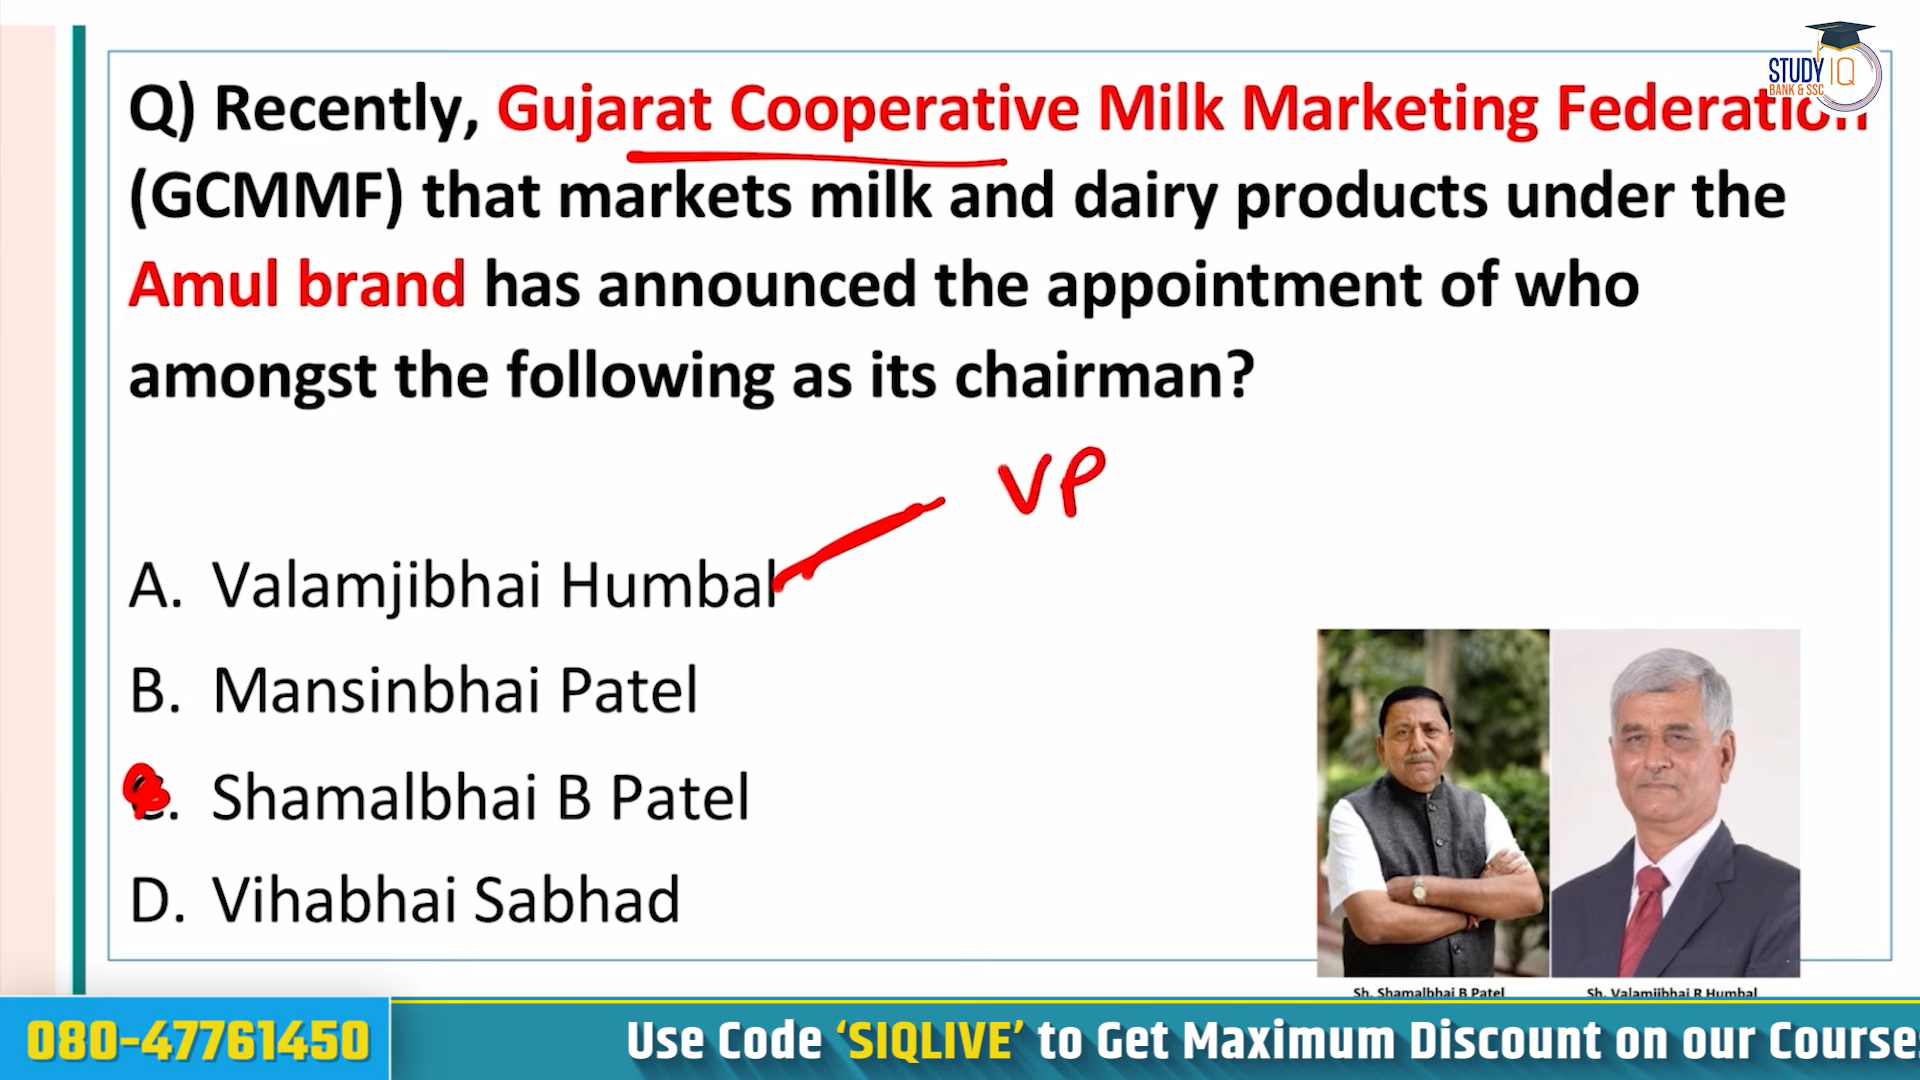 STUDY IQ
BANK & SSC
Q) Recently, Gujarat Cooperative Milk Marketing Federation
(GCMMF) that markets milk and dairy products under the
Amul brand has announced the appointment of who
amongst the following as its chairman?
VP
A. Valamjibhai Humbal
B. Mansinbhai Patel
C. Shamalbhai B Patel
D. Vihabhai Sabhad
Sh. Shamalbhai B Patel
Sh. Valamjibhai R Humbal
080-47761450
Use Code ‘SIQLIVE’ to Get Maximum Discount on our Course